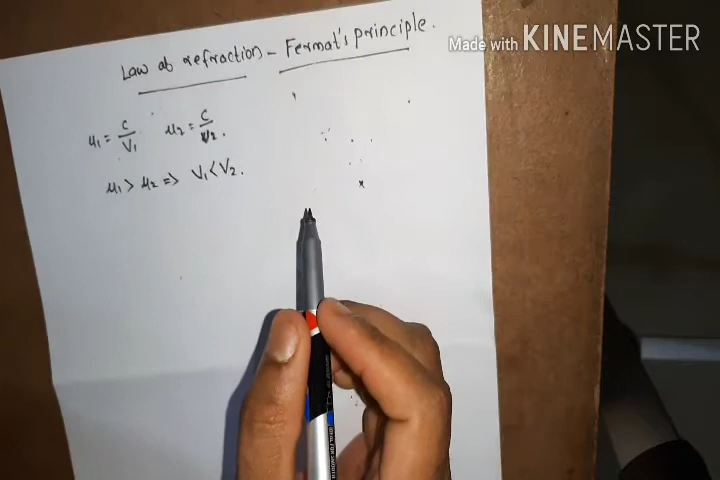 Law of refraction - Fermat's principle.
Made with KINEMASTER
μ₁ = c/v₁ μ₂ = c/v₂.
μ₁ > μ₂ => v₁ < v₂.